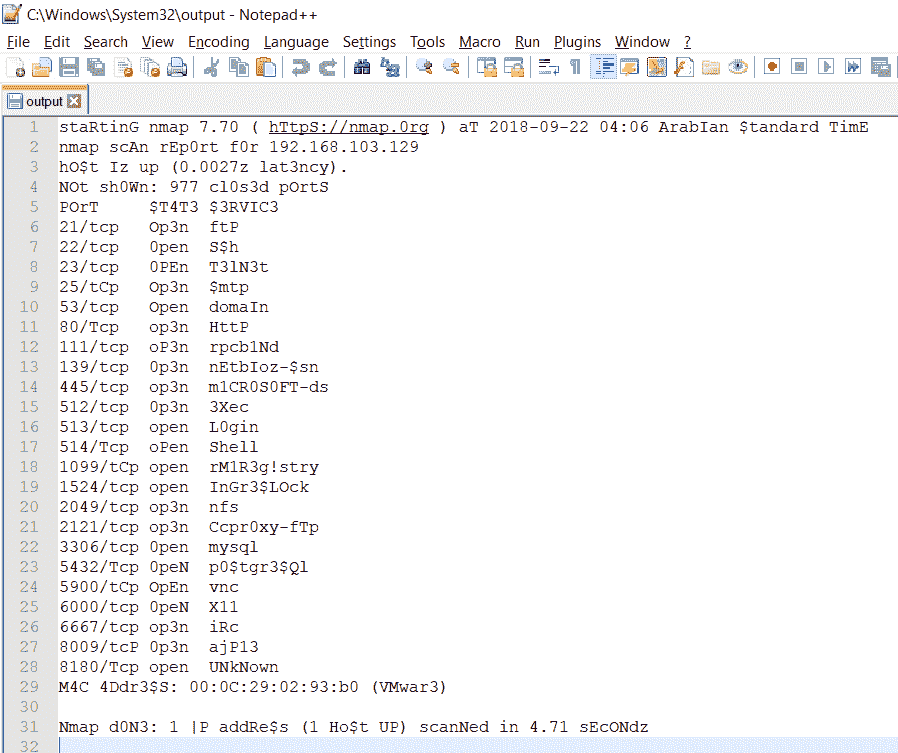 C:\Windows\System32\output - Notepad++
File Edit Search View Encoding Language Settings Tools Macro Run Plugins Window ?
output
1 staRtinG nmap 7.70 ( hTtpS://nmap.0rg ) aT 2018-09-22 04:06 ArabIan $tandard TimE
2 nmap scAn rEp0rt f0r 192.168.103.129
3 hO$t Iz up (0.0027z lat3ncy).
4 NOt sh0Wn: 977 cl0s3d pOrtS
5 POrT $T4T3 $3RVIC3
6 21/tcp Op3n ftP
7 22/tcp 0pen S$h
8 23/tcp 0PEn T3lN3t
9 25/tCp Op3n $mtp
10 53/tcp Open domaIn
11 80/Tcp op3n HttP
12 111/tcp oP3n rpcb1Nd
13 139/tcp 0p3n nEtbIoz-$sn
14 445/tcp op3n m1CR0S0FT-ds
15 512/tcp 0p3n 3Xec
16 513/tcp open L0gin
17 514/Tcp oPen Shell
18 1099/tCp open rM1R3g!stry
19 1524/tcp open InGr3$LOck
20 2049/tcp op3n nfs
21 2121/tcp op3n Ccpr0xy-fTp
22 3306/tcp 0pen mysql
23 5432/Tcp 0peN p0$tgr3$Ql
24 5900/tCp OpEn vnc
25 6000/tcp 0peN X11
26 6667/tcp op3n iRc
27 8009/tcP 0p3n ajP13
28 8180/Tcp open UNkNown
29 M4C 4Ddr3$S: 00:0C:29:02:93:b0 (VMwar3)
30
31 Nmap d0N3: 1 |P addRe$s (1 Ho$t UP) scanNed in 4.71 sEcONdz
32